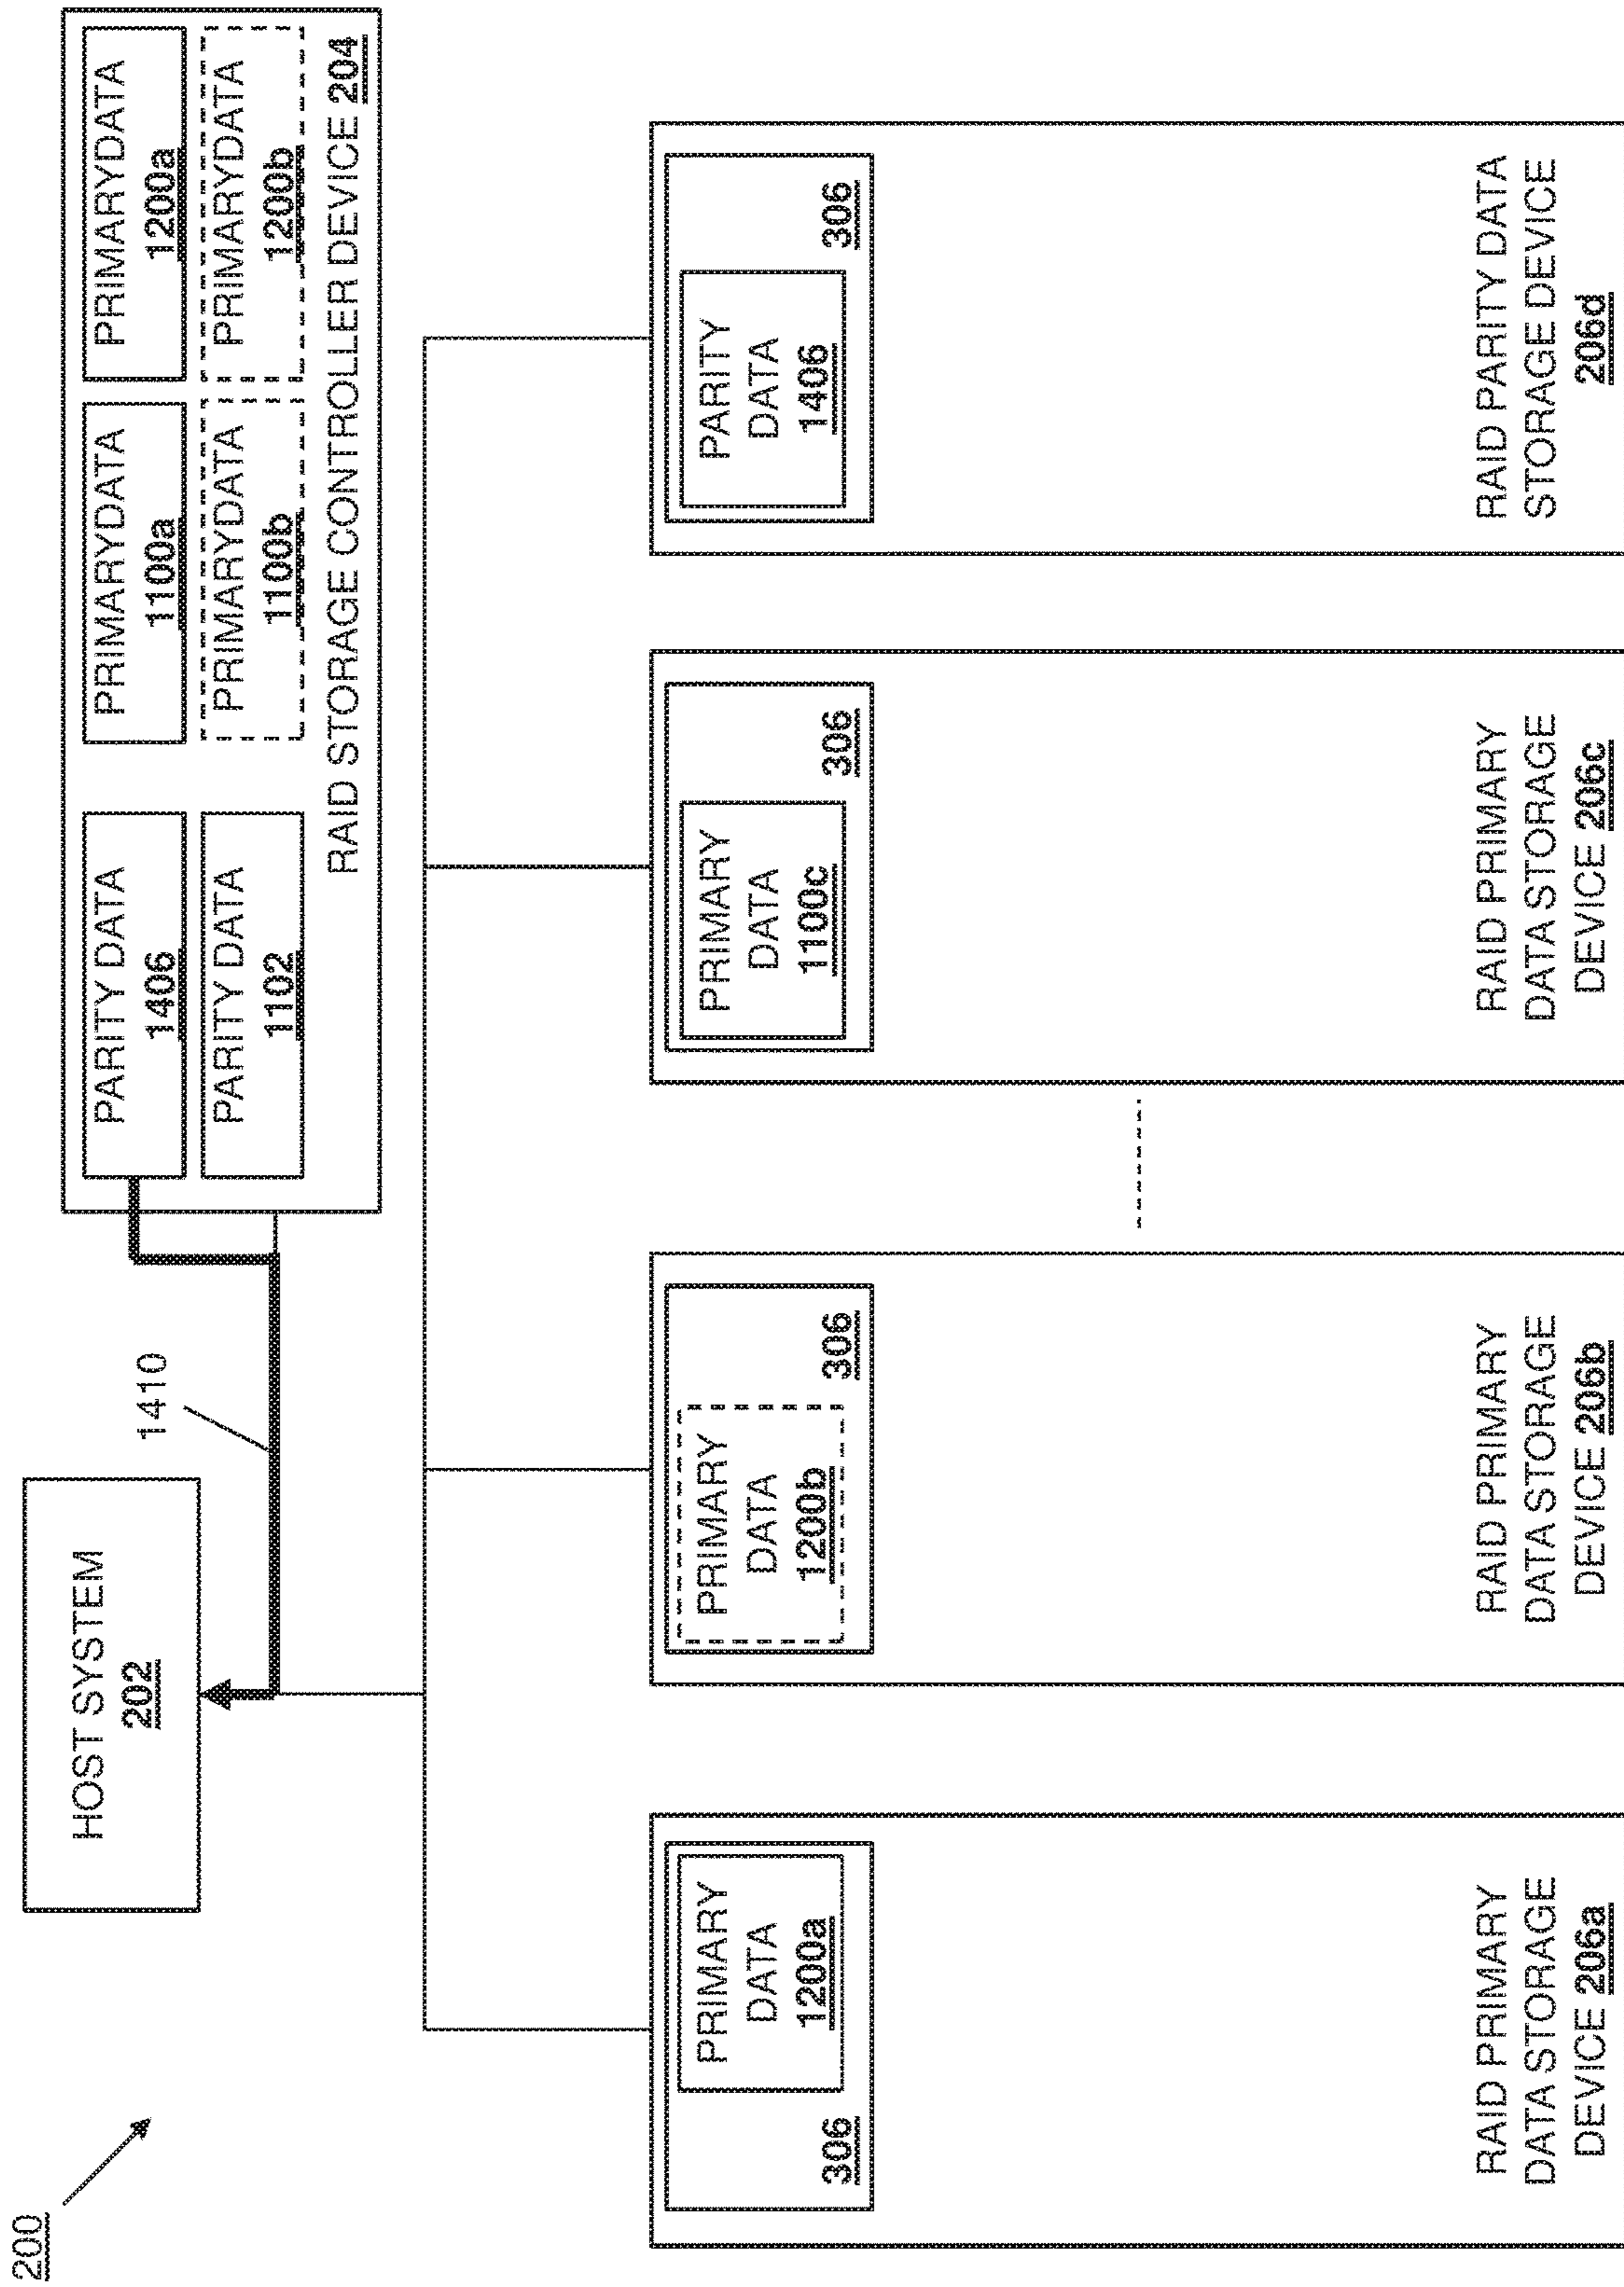 200
HOST SYSTEM
202
1410
PARITY DATA
1406
PARITY DATA
1102
PRIMARYDATA
1100a
PRIMARYDATA
1100b
PRIMARYDATA
1200a
PRIMARYDATA
1200b
RAID STORAGE CONTROLLER DEVICE 204
PRIMARY
DATA
1200a
306
RAID PRIMARY
DATA STORAGE
DEVICE 206a
PRIMARY
DATA
1200b
306
RAID PRIMARY
DATA STORAGE
DEVICE 206b
PRIMARY
DATA
1100c
306
RAID PRIMARY
DATA STORAGE
DEVICE 206c
PARITY
DATA
1406
306
RAID PARITY DATA
STORAGE DEVICE
206d